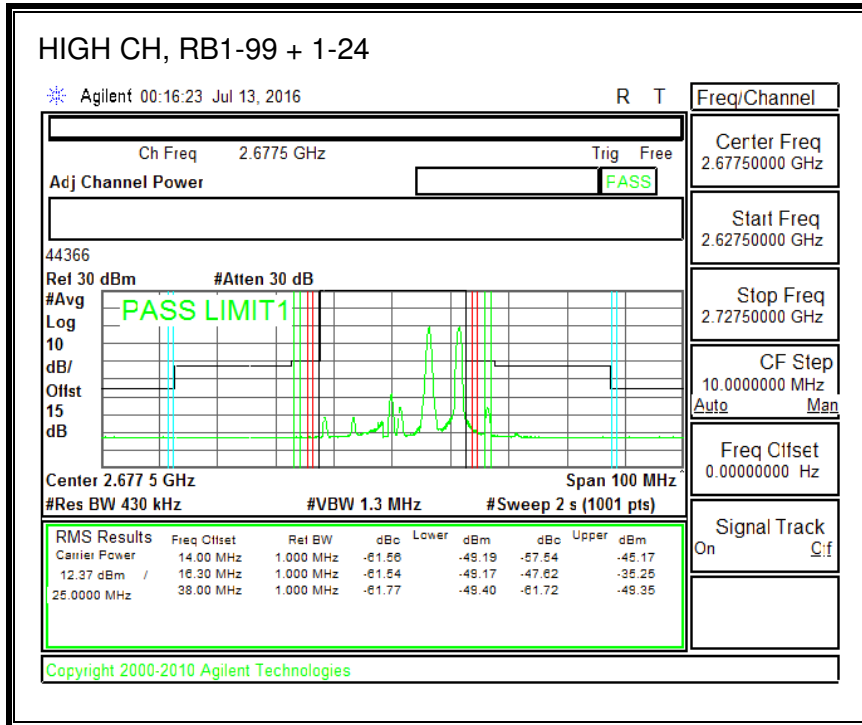 HIGH CH, RB1-99 + 1-24
Agilent 00:16:23 Jul 13, 2016 R T
Freq/Channel
Ch Freq 2.6775 GHz Trig Free
Adj Channel Power PASS
Center Freq
2.67750000 GHz
Start Freq
2.62750000 GHz
Stop Freq
2.72750000 GHz
CF Step
10.0000000 MHz
Auto Man
Freq Offset
0.00000000 Hz
Signal Track
On Off
44366
Ref 30 dBm #Atten 30 dB
#Avg
Log
10
dB/
Offst
15
dB
PASS LIMIT1
Center 2.677 5 GHz Span 100 MHz
#Res BW 430 kHz #VBW 1.3 MHz #Sweep 2 s (1001 pts)
RMS Results Freq Offset Ref BW dBc Lower dBm dBc Upper dBm
Carrier Power 14.00 MHz 1.000 MHz -61.56 -49.19 -57.54 -45.17
12.37 dBm / 16.30 MHz 1.000 MHz -61.54 -49.17 -47.62 -35.25
25.0000 MHz 38.00 MHz 1.000 MHz -61.77 -49.40 -61.72 -49.35
Copyright 2000-2010 Agilent Technologies